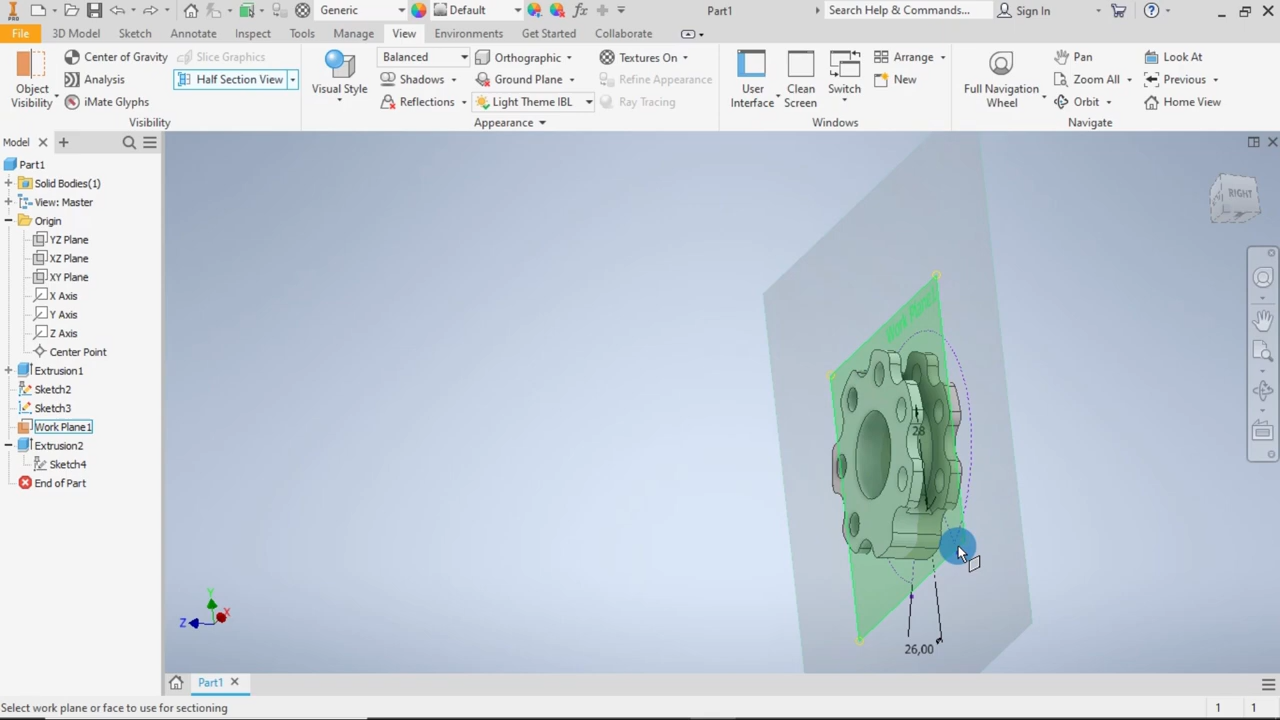 PRO
Generic
Default
Part1
Search Help & Commands...
Sign In
File
3D Model
Sketch
Annotate
Inspect
Tools
Manage
View
Environments
Get Started
Collaborate
Object
Visibility
Center of Gravity
Slice Graphics
Analysis
Half Section View
iMate Glyphs
Visibility
Visual Style
Balanced
Shadows
Reflections
Orthographic
Ground Plane
Light Theme IBL
Textures On
Refine Appearance
Ray Tracing
Appearance
User
Interface
Clean
Screen
Switch
Arrange
New
Windows
Full Navigation
Wheel
Pan
Zoom All
Orbit
Look At
Previous
Home View
Navigate
Model
Part1
Solid Bodies(1)
View: Master
Origin
YZ Plane
XZ Plane
XY Plane
X Axis
Y Axis
Z Axis
Center Point
Extrusion1
Sketch2
Sketch3
Work Plane1
Extrusion2
Sketch4
End of Part
RIGHT
Work Plane1
28
26,00
Y
Z
X
Part1
Select work plane or face to use for sectioning
1
1